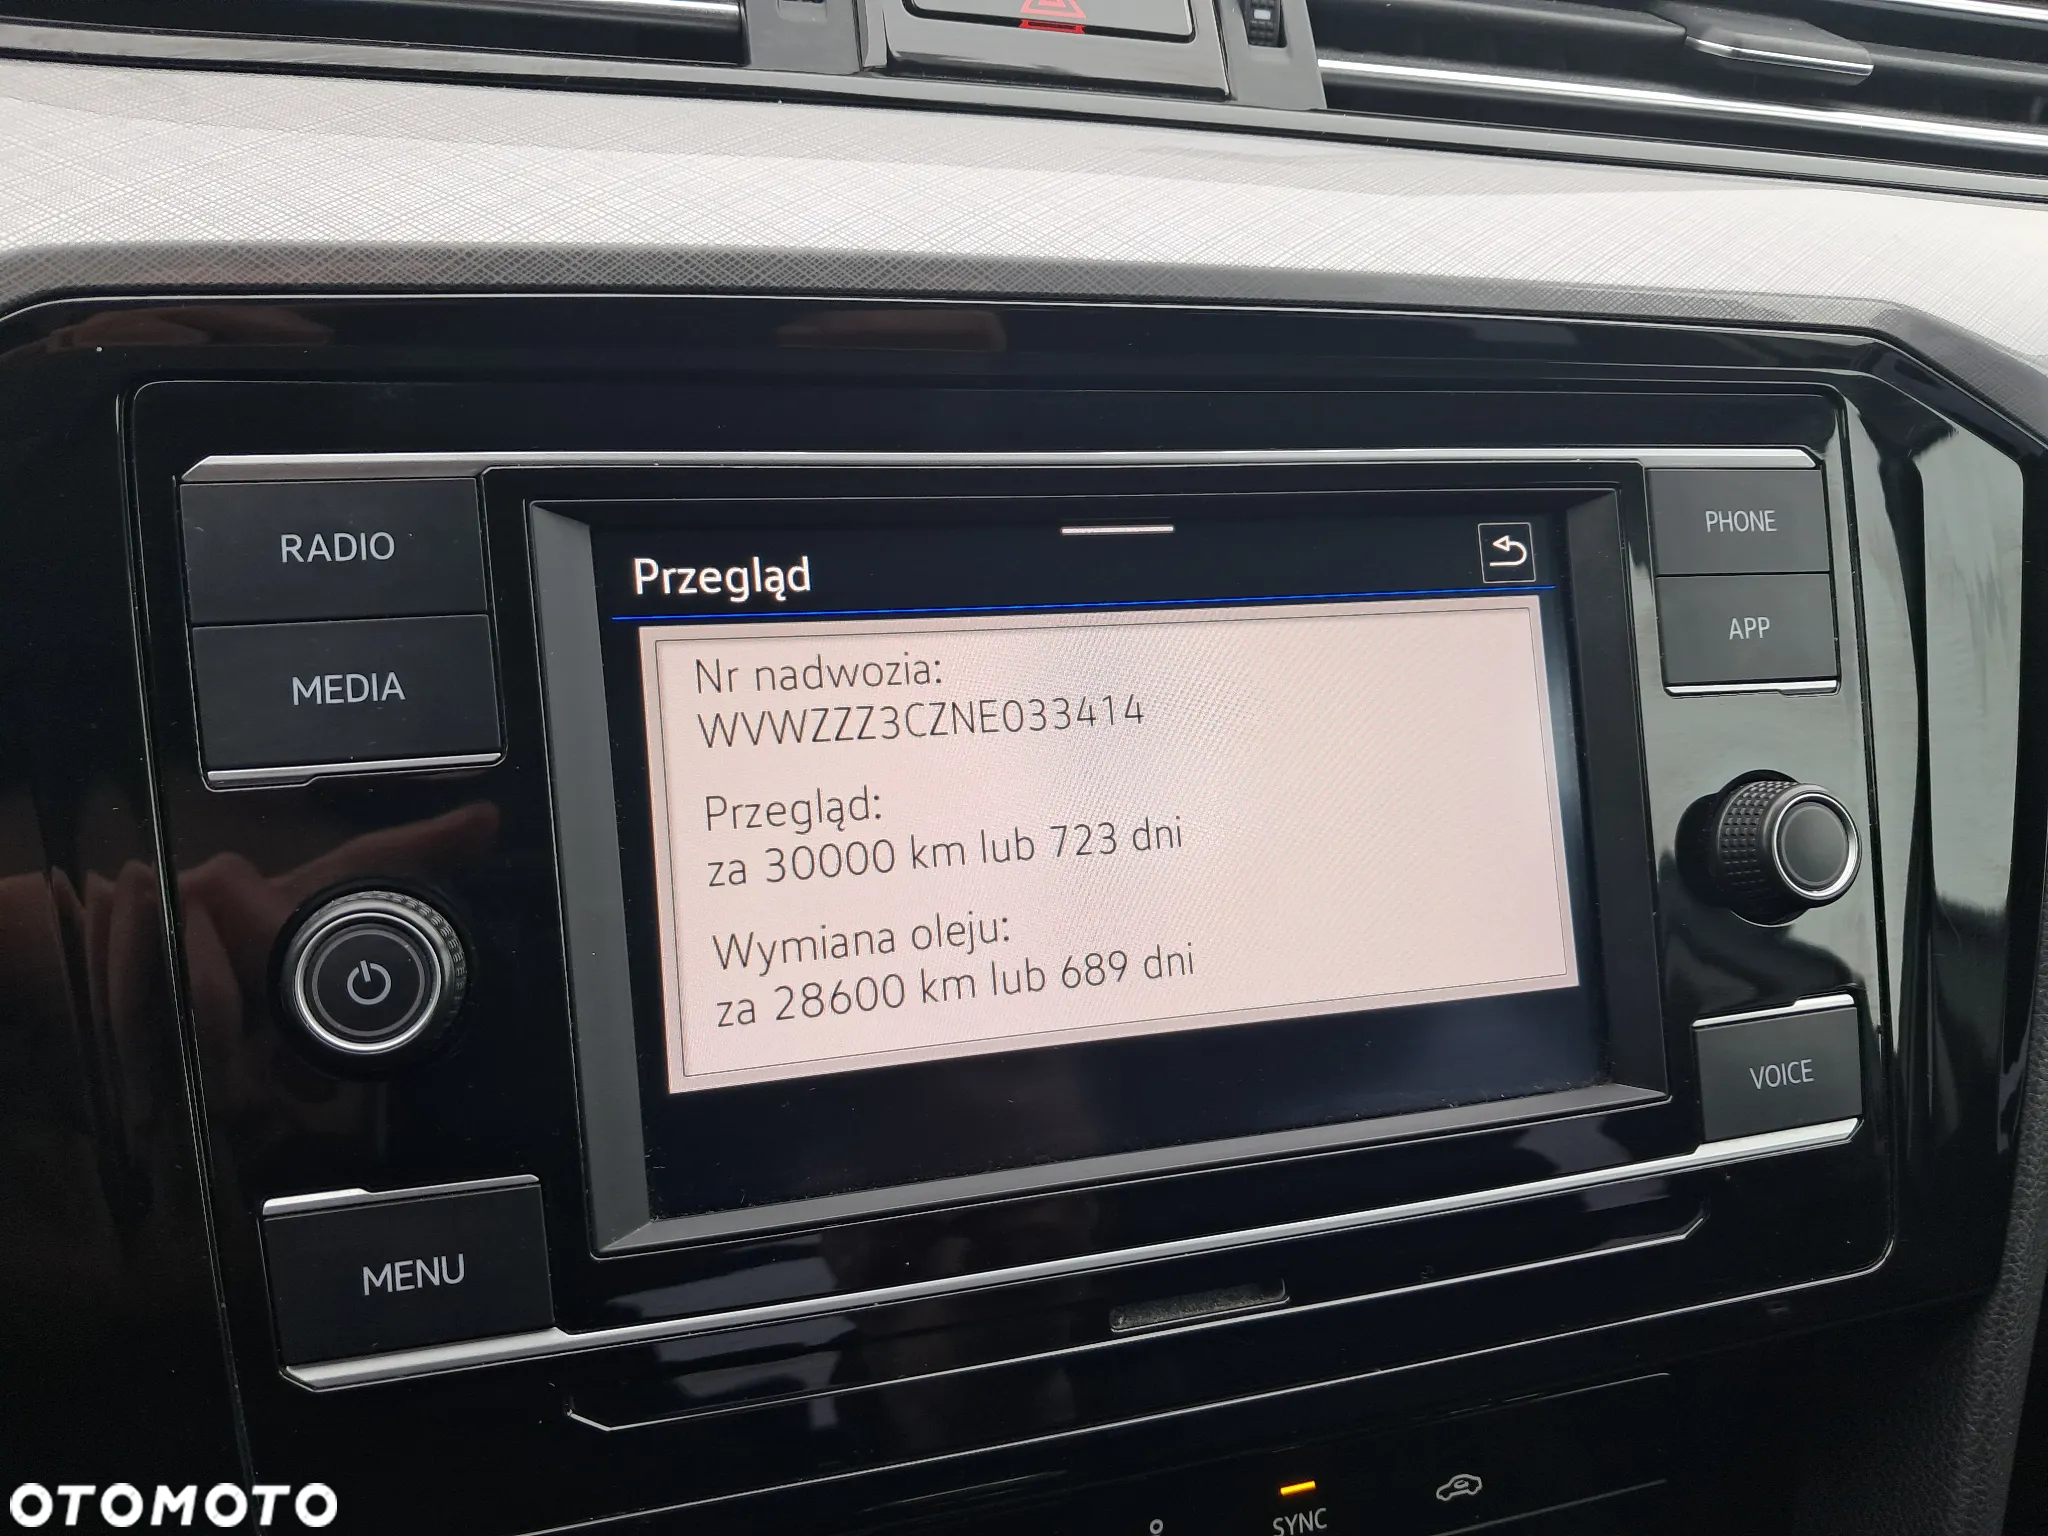 RADIO
MEDIA
MENU
Przegląd
Nr nadwozia:
WVWZZZ3CZNE033414
Przegląd:
za 30000 km lub 723 dni
Wymiana oleju:
za 28600 km lub 689 dni
PHONE
APP
VOICE
SYNC
OTOMOTO